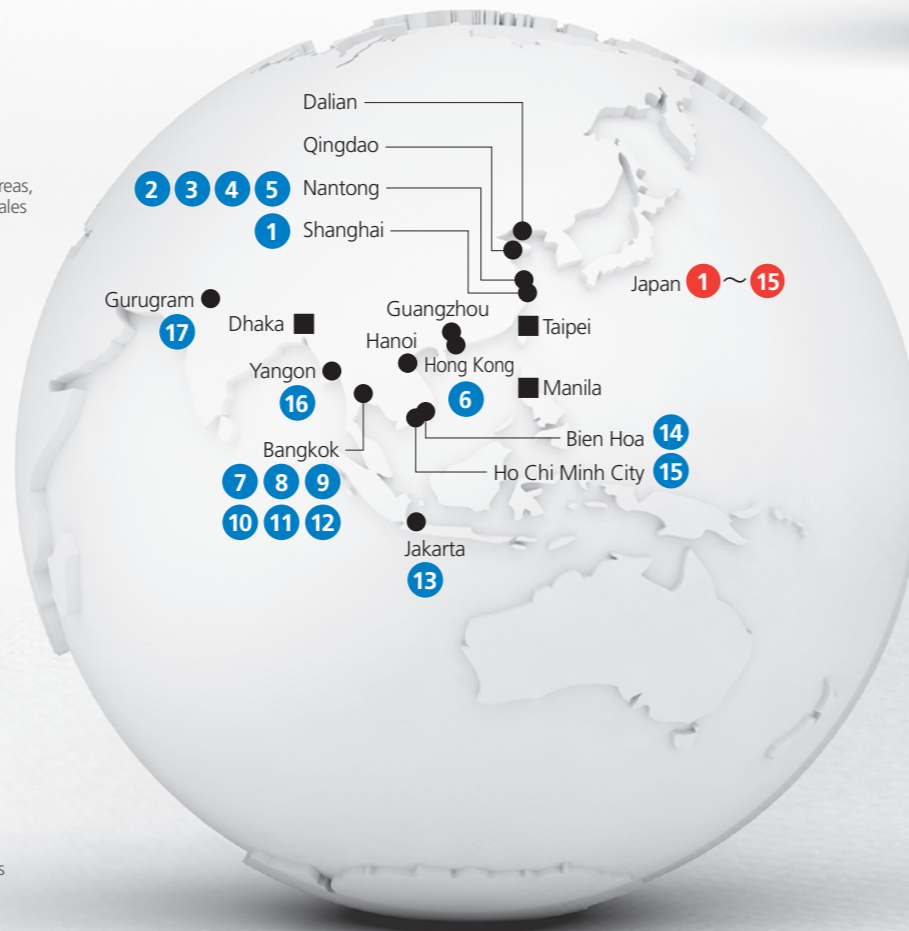 Dalian
Qingdao
reas,
2 3 4 5 Nantong
ales
1 Shanghai
Japan 1 ~ 15
Gurugram
17
Guangzhou
Dhaka
Taipei
Hanoi
Hong Kong
6
Yangon
16
Manila
Bien Hoa 14
Bangkok
7 8 9
10 11 12
Ho Chi Minh City 15
Jakarta
13
s